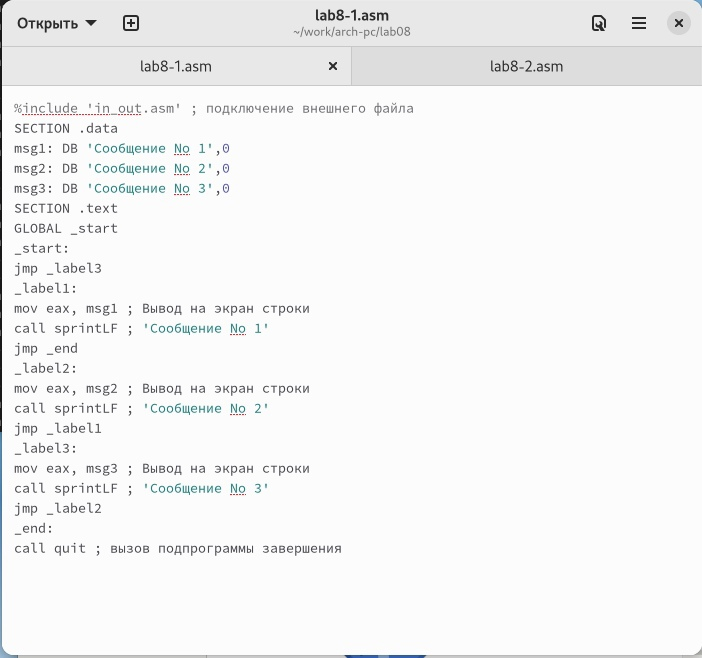 Открыть
lab8-1.asm
~/work/arch-pc/lab08
lab8-1.asm
lab8-2.asm
%include 'in_out.asm' ; подключение внешнего файла
SECTION .data
msg1: DB 'Сообщение No 1',0
msg2: DB 'Сообщение No 2',0
msg3: DB 'Сообщение No 3',0
SECTION .text
GLOBAL _start
_start:
jmp _label3
_label1:
mov eax, msg1 ; Вывод на экран строки
call sprintLF ; 'Сообщение No 1'
jmp _end
_label2:
mov eax, msg2 ; Вывод на экран строки
call sprintLF ; 'Сообщение No 2'
jmp _label1
_label3:
mov eax, msg3 ; Вывод на экран строки
call sprintLF ; 'Сообщение No 3'
jmp _label2
_end:
call quit ; вызов подпрограммы завершения